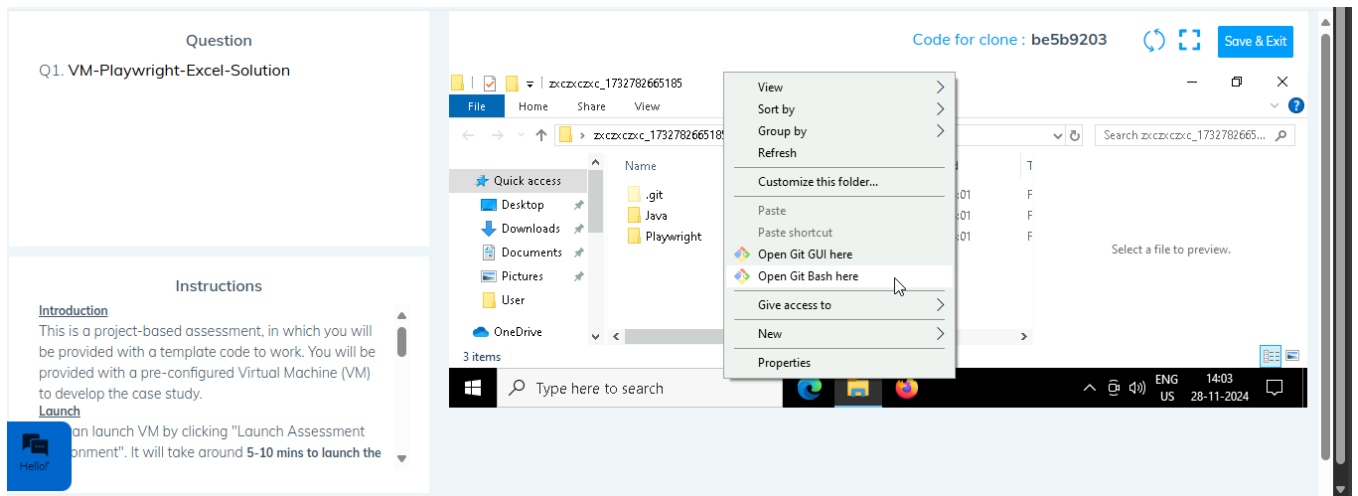 Question
Q1. VM-Playwright-Excel-Solution
Instructions
Introduction
This is a project-based assessment, in which you will
be provided with a template code to work. You will be
provided with a pre-configured Virtual Machine (VM)
to develop the case study.
Launch
an launch VM by clicking "Launch Assessment
onment". It will take around 5-10 mins to launch the
Hello!
Code for clone : be5b9203
Save & Exit
zxczxczxc_1732782665185
File Home Share View
zxczxczxc_1732782665185
Search zxczxczxc_1732782665...
Quick access
Desktop
Downloads
Documents
Pictures
User
OneDrive
3 items
Name
T
.git
:01
F
Java
:01
F
Playwright
:01
F
Select a file to preview.
View
Sort by
Group by
Refresh
Customize this folder...
Paste
Paste shortcut
Open Git GUI here
Open Git Bash here
Give access to
New
Properties
Type here to search
ENG
US
14:03
28-11-2024